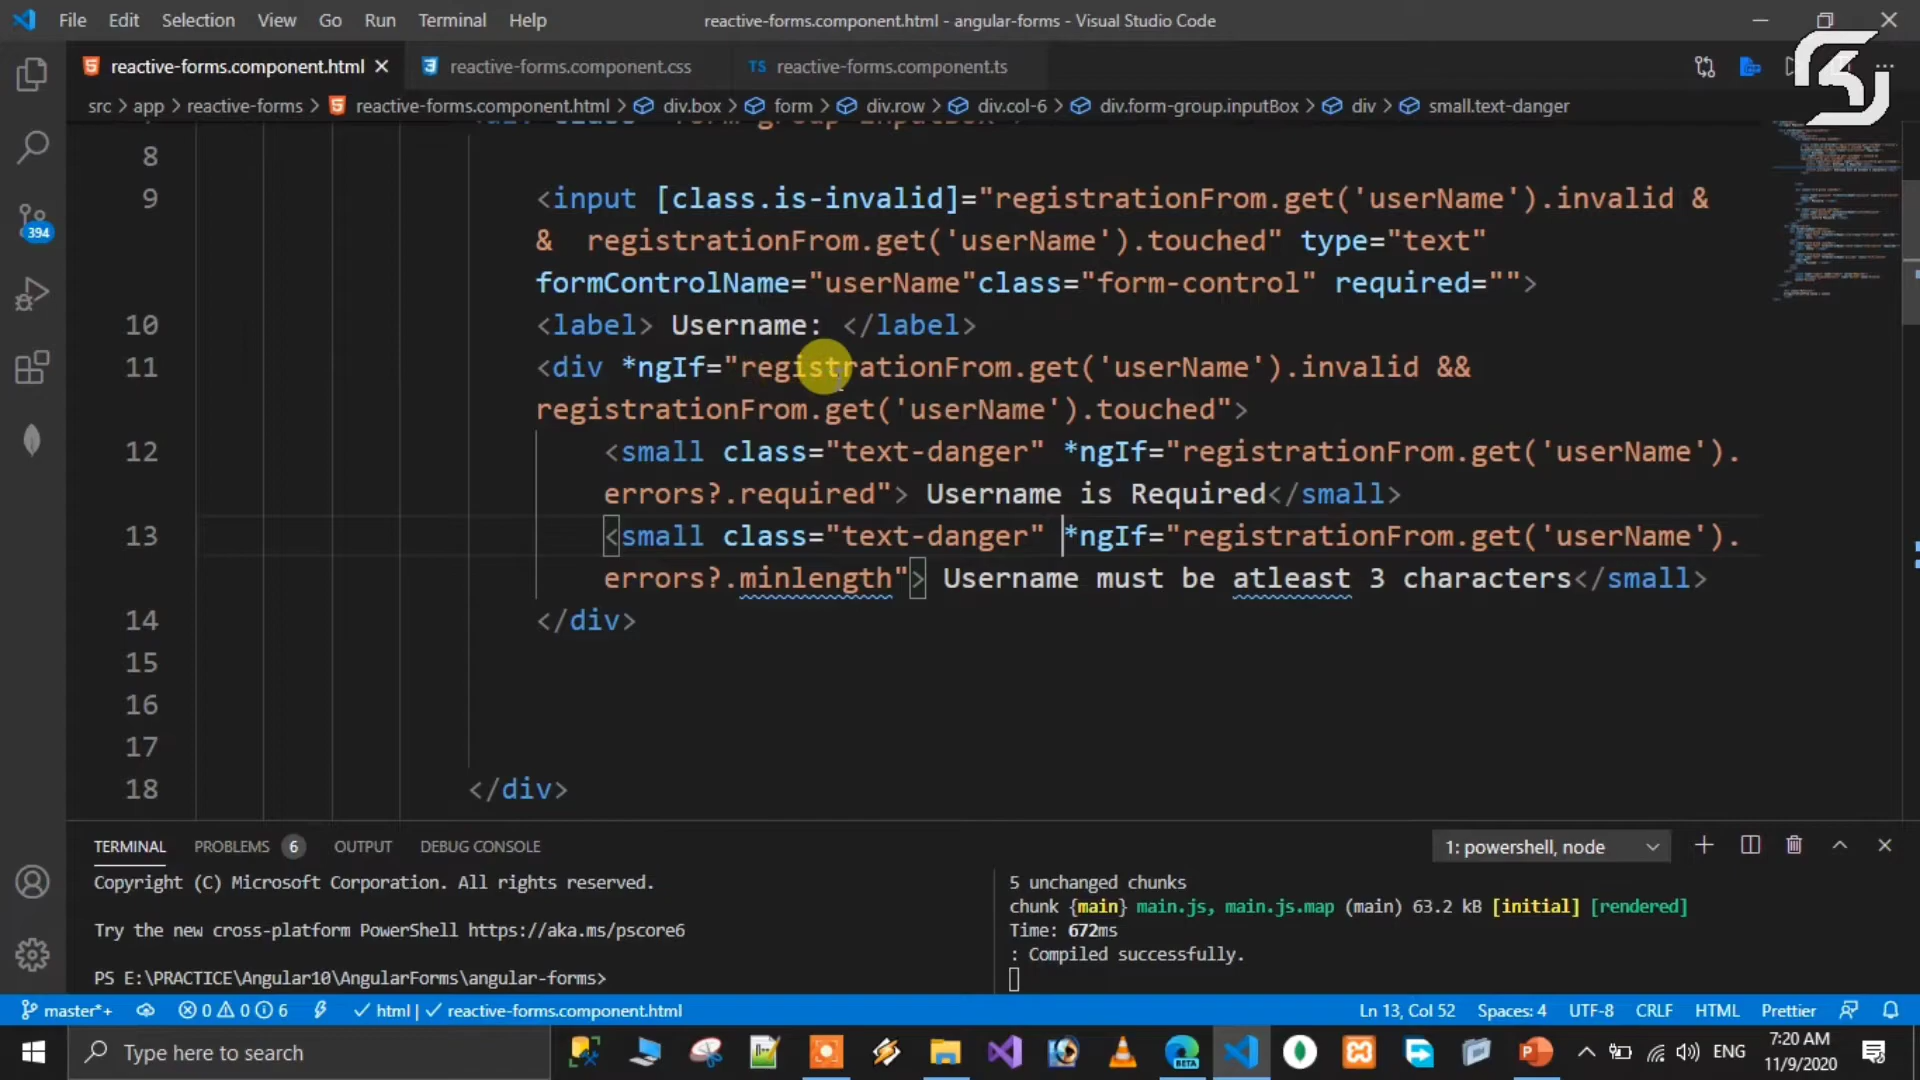 File Edit Selection View Go Run Terminal Help
reactive-forms.component.html - angular-forms - Visual Studio Code
reactive-forms.component.html
reactive-forms.component.css
TS reactive-forms.component.ts
src > app > reactive-forms > reactive-forms.component.html > div.box > form > div.row > div.col-6 > div.form-group.inputBox > div > small.text-danger
8
9 <input [class.is-invalid]="registrationFrom.get('userName').invalid &
& registrationFrom.get('userName').touched" type="text"
formControlName="userName"class="form-control" required="">
10 <label> Username: </label>
11 <div *ngIf="registrationFrom.get('userName').invalid &&
registrationFrom.get('userName').touched">
12 <small class="text-danger" *ngIf="registrationFrom.get('userName').
errors?.required"> Username is Required</small>
13 <small class="text-danger" *ngIf="registrationFrom.get('userName').
errors?.minlength"> Username must be atleast 3 characters</small>
14 </div>
15
16
17
18 </div>
394
TERMINAL PROBLEMS 6 OUTPUT DEBUG CONSOLE
1: powershell, node
Copyright (C) Microsoft Corporation. All rights reserved.
Try the new cross-platform PowerShell https://aka.ms/pscore6
PS E:\PRACTICE\Angular10\AngularForms\angular-forms>
5 unchanged chunks
chunk {main} main.js, main.js.map (main) 63.2 kB [initial] [rendered]
Time: 672ms
: Compiled successfully.
master*+ 0 0 6 html | reactive-forms.component.html
Ln 13, Col 52 Spaces: 4 UTF-8 CRLF HTML Prettier
Type here to search
BETA
ENG
7:20 AM
11/9/2020